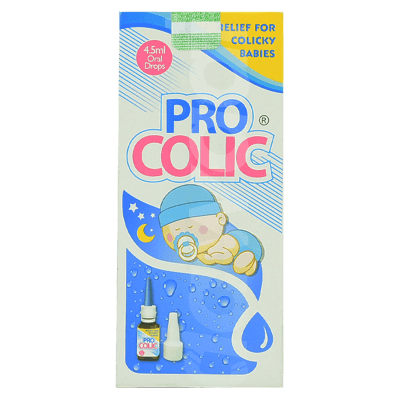 4.5ml
Oral
Drops
RELIEF FOR
COLICKY
BABIES
PRO
COLIC
®
PRO
COLIC